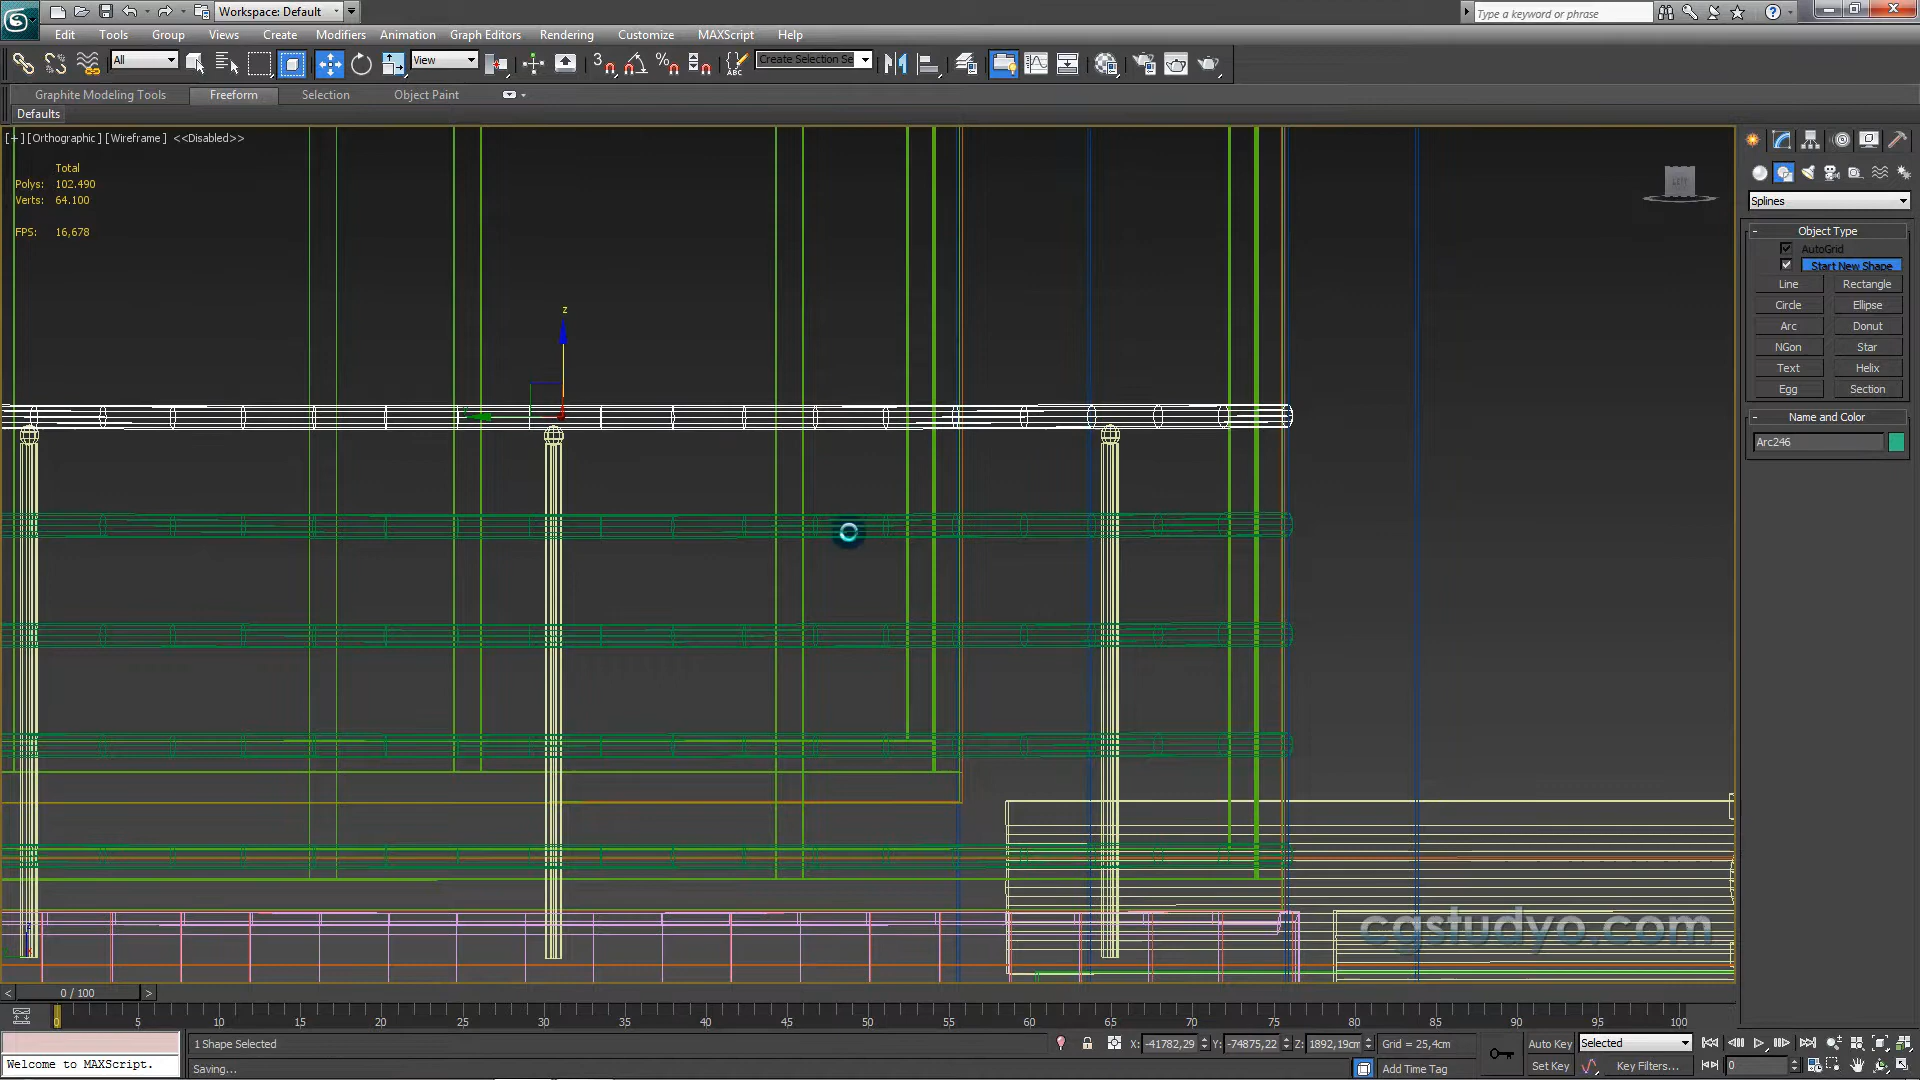 Workspace: Default
Type a keyword or phrase
Edit Tools Group Views Create Modifiers Animation Graph Editors Rendering Customize MAXScript Help
All View 3 Create Selection Se
Graphite Modeling Tools Freeform Selection Object Paint
Defaults
[+] [Orthographic] [Wireframe] <<Disabled>>
Total
Polys: 102.490
Verts: 64.100
FPS: 16,678
z
LEFT
Splines
- Object Type
AutoGrid
Start New Shape
Line Rectangle
Circle Ellipse
Arc Donut
NGon Star
Text Helix
Egg Section
- Name and Color
Arc246
cgstudyo.com
< 0 / 100 >
0 5 10 15 20 25 30 35 40 45 50 55 60 65 70 75 80 85 90 95 100
1 Shape Selected X: -41782,29 Y: -74875,22 Z: 1892,19cm Grid = 25,4cm Auto Key Selected
Welcome to MAXScript. Saving... Add Time Tag Set Key Key Filters... 0